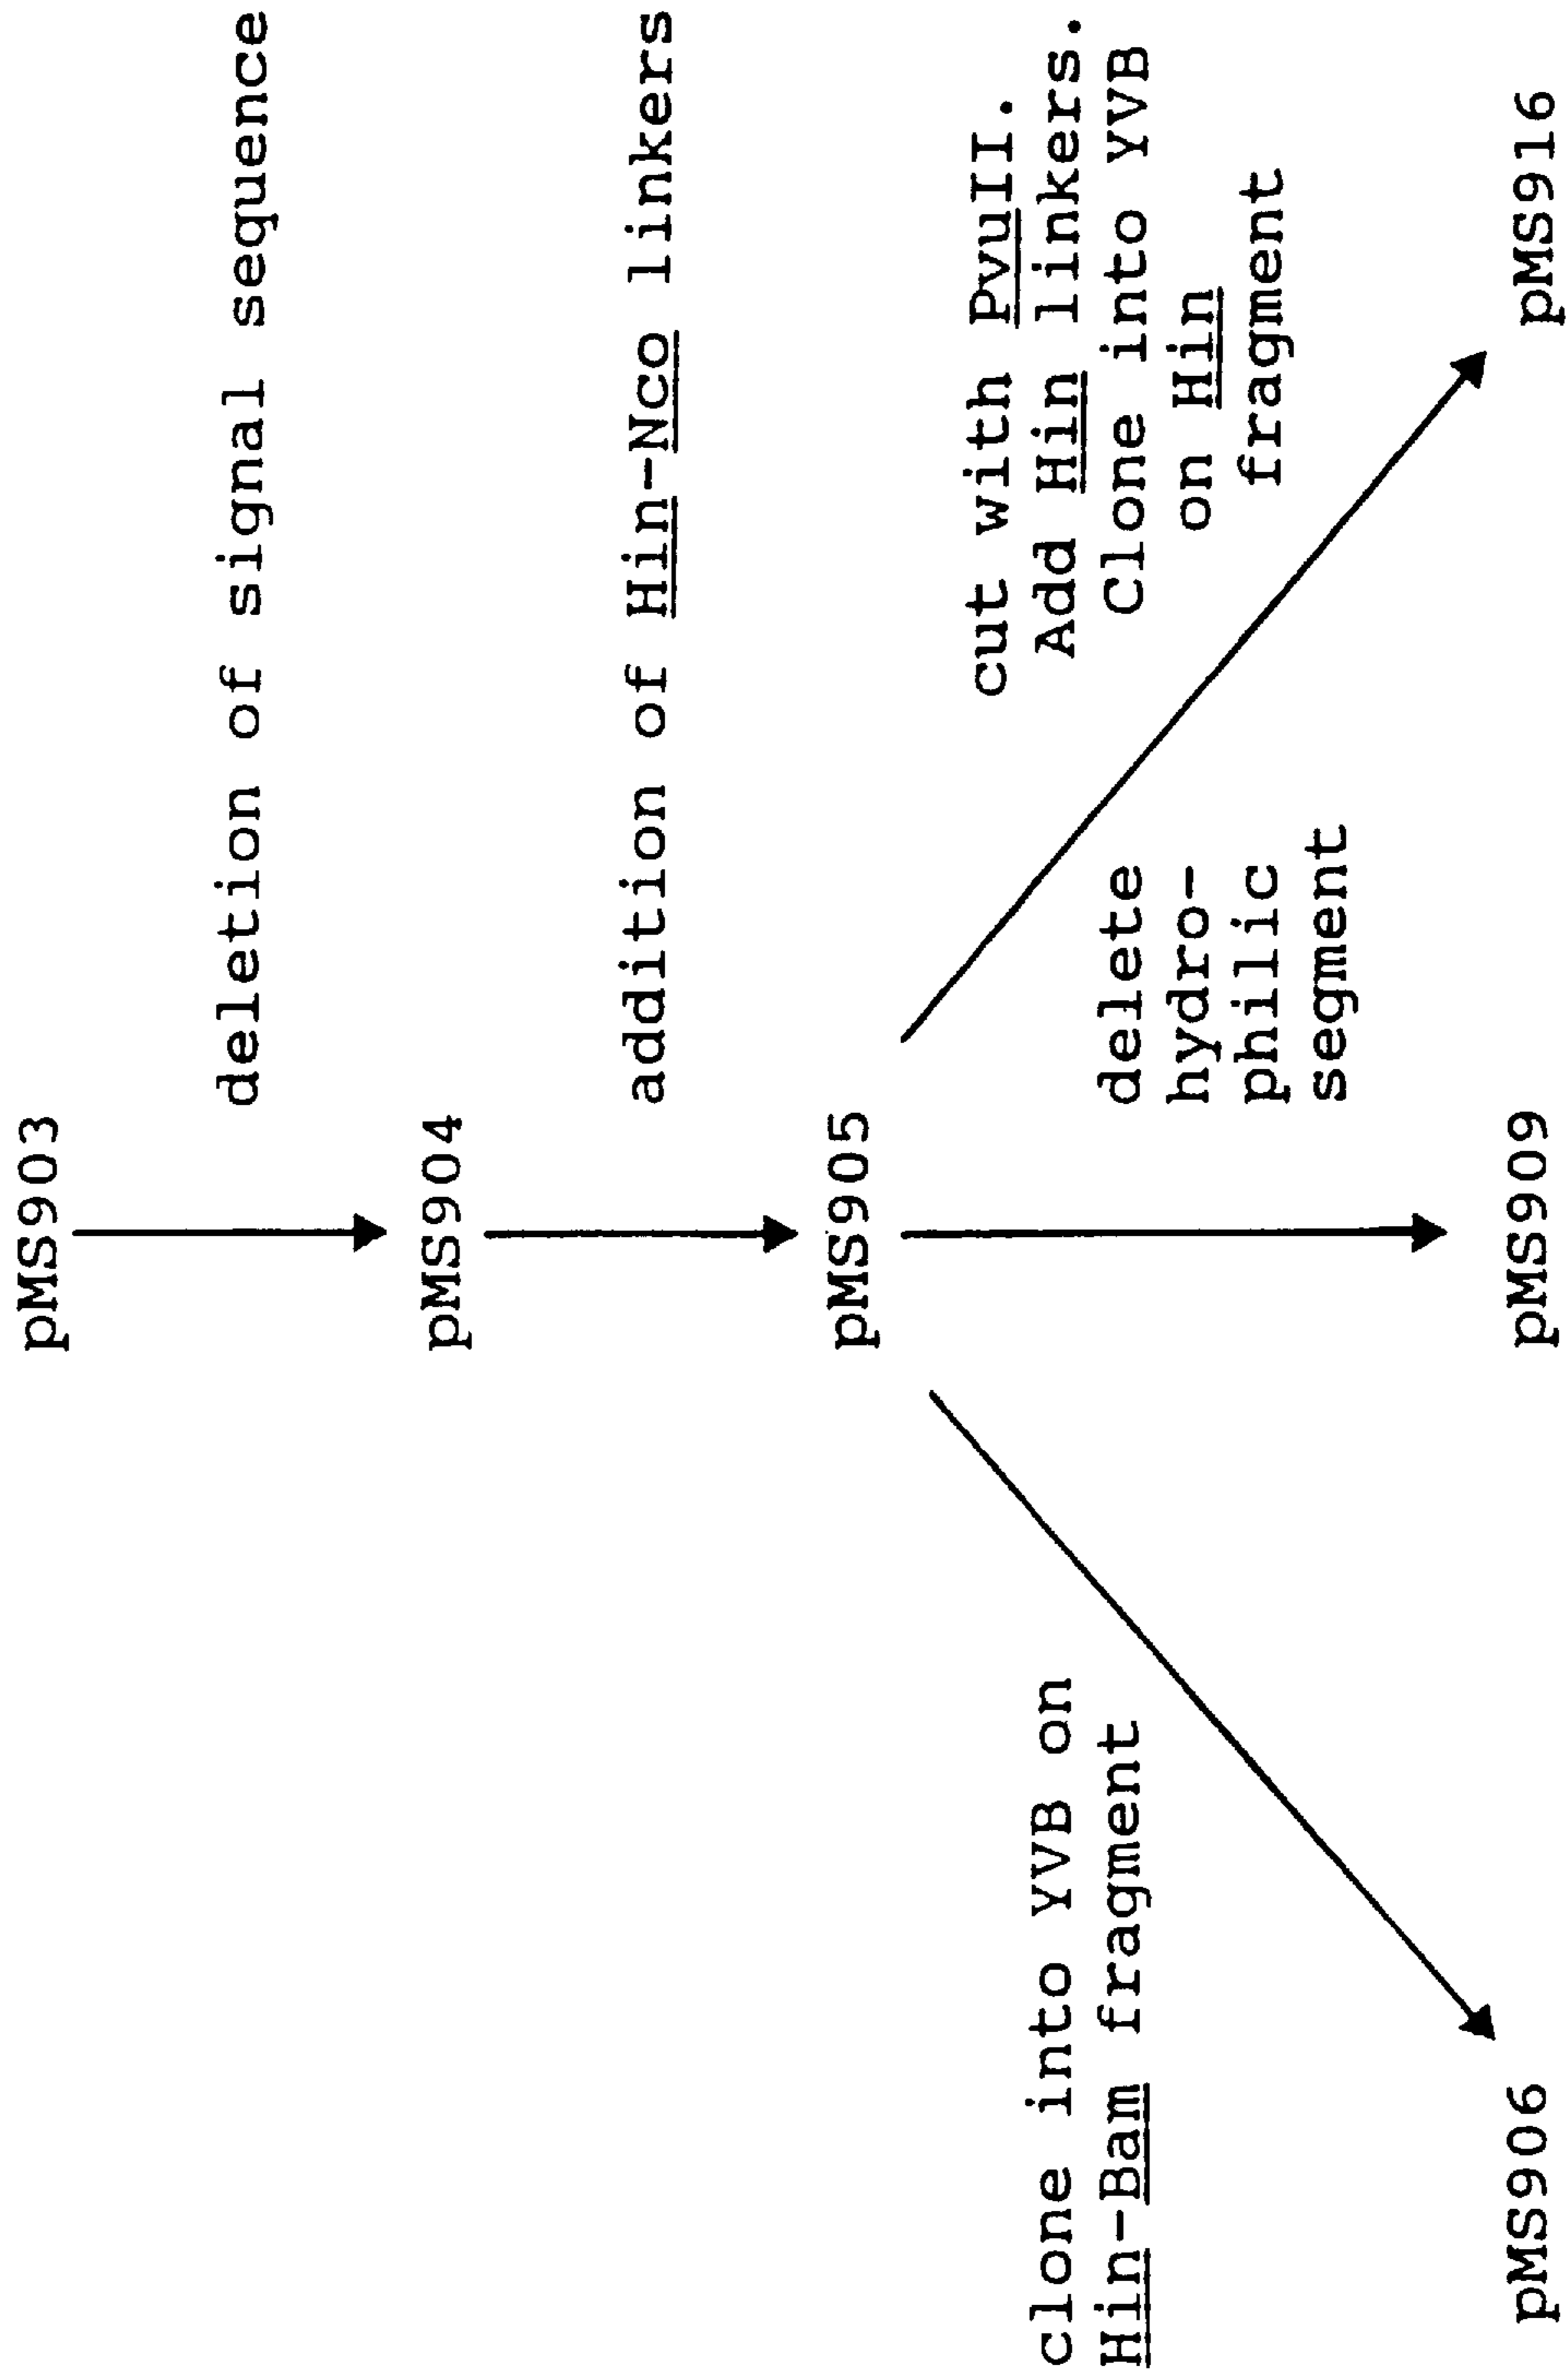 pMS903
deletion of signal sequence
pMS904
addition of Hin-Nco linkers
pMS905
clone into YVB on
Hin-Bam fragment
delete
hydro-
philic
segment
cut with PvuII.
Add Hin linkers.
Clone into YVB
on Hin
fragment
pMS906
pMS909
pMS916